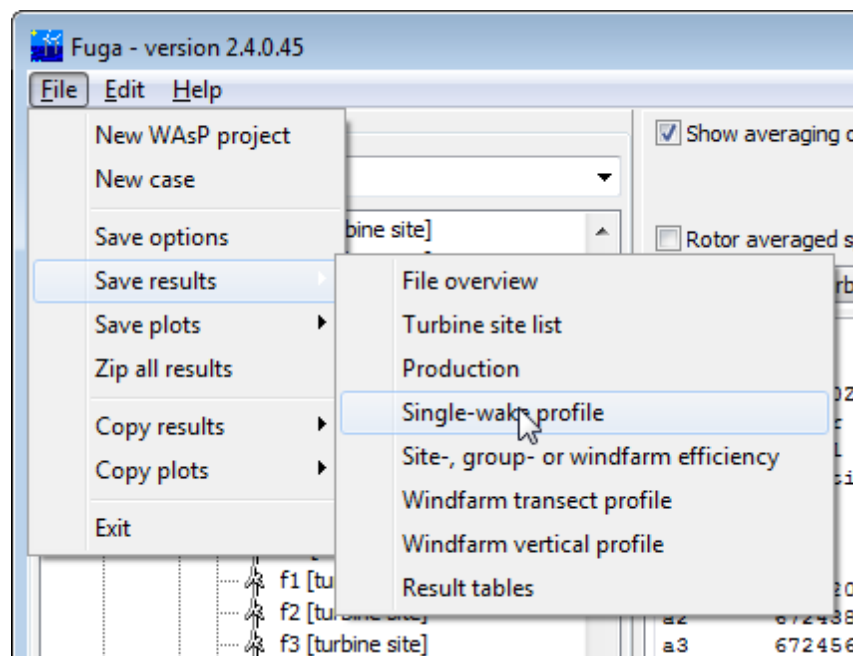 Fuga - version 2.4.0.45
File Edit Help
New WAsP project
New case
Save options
Save results
Save plots
Zip all results
Copy results
Copy plots
Exit
File overview
Turbine site list
Production
Single-wake profile
Site-, group- or windfarm efficiency
Windfarm transect profile
Windfarm vertical profile
Result tables
Show averaging
site]
Rotor averaged
f1
f2 site]
f3 [turbine site]
a2 672438
a3 672456